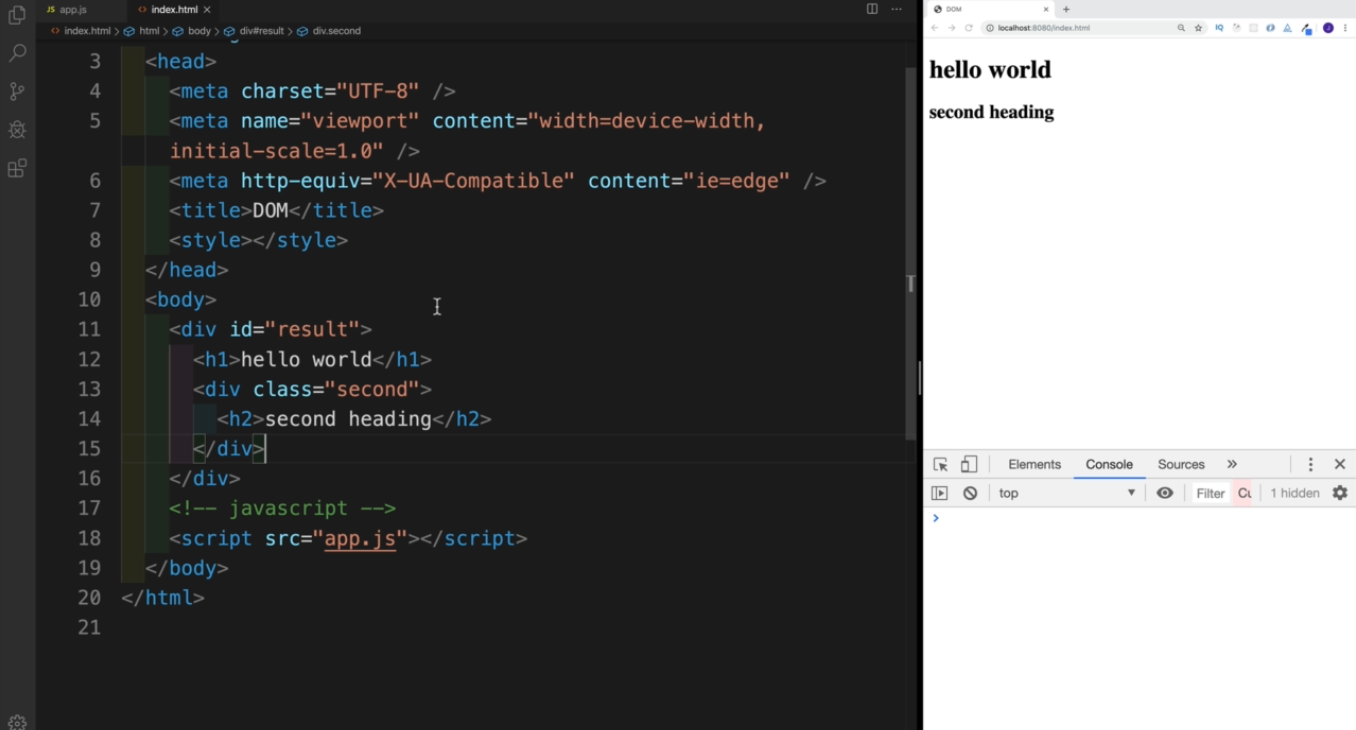 JS app.js
<> index.html ×
<> index.html > html > body > div#result > div.second
3 <head>
4 <meta charset="UTF-8" />
5 <meta name="viewport" content="width=device-width,
initial-scale=1.0" />
6 <meta http-equiv="X-UA-Compatible" content="ie=edge" />
7 <title>DOM</title>
8 <style></style>
9 </head>
10 <body>
11 <div id="result">
12 <h1>hello world</h1>
13 <div class="second">
14 <h2>second heading</h2>
15 </div>
16 </div>
17 <!-- javascript -->
18 <script src="app.js"></script>
19 </body>
20 </html>
21
DOM
localhost:8080/index.html
IQ
hello world
second heading
Elements Console Sources »
top Filter 1 hidden